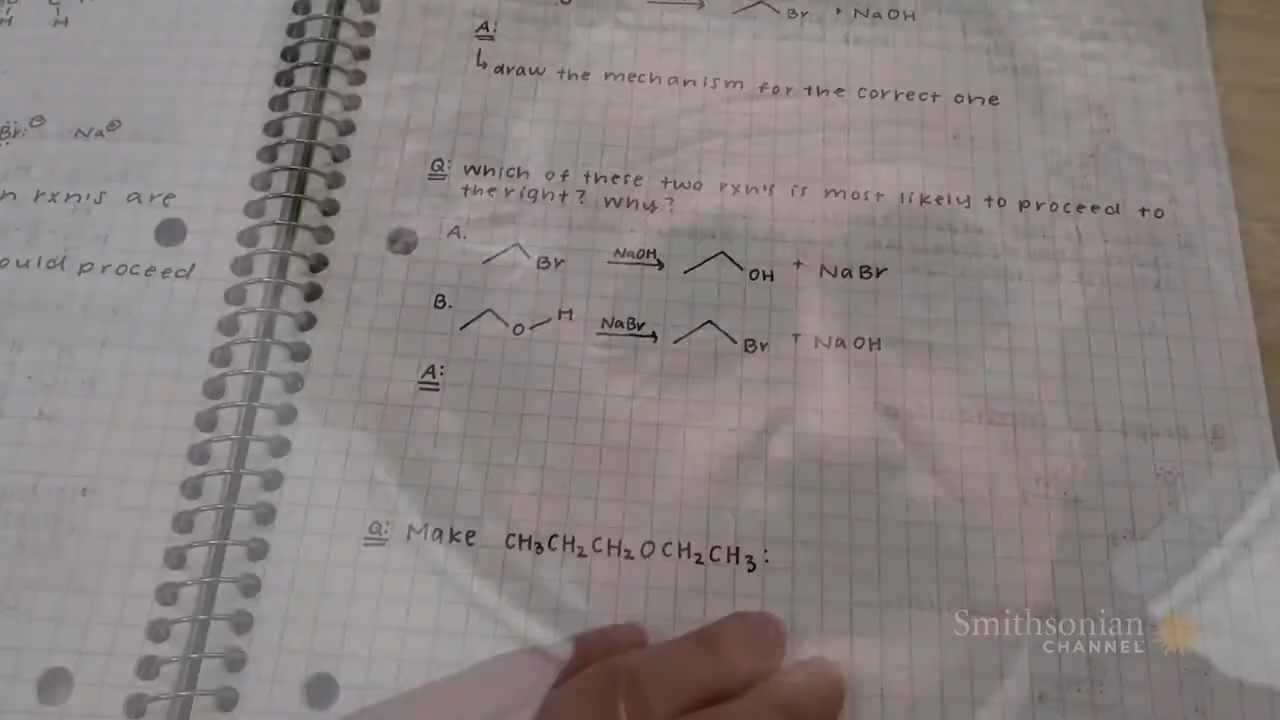 H H
Br + NaOH
A:
↳ draw the mechanism for the correct one
Br:⊖ Na⊕
Q: Which of these two rxn's is most likely to proceed to
the right? Why?
n rxn's are
ould proceed
A. Br NaOH → OH + NaBr
B. O H NaBr → Br + NaOH
A:
Q: Make CH₃CH₂CH₂OCH₂CH₃:
Smithsonian
CHANNEL